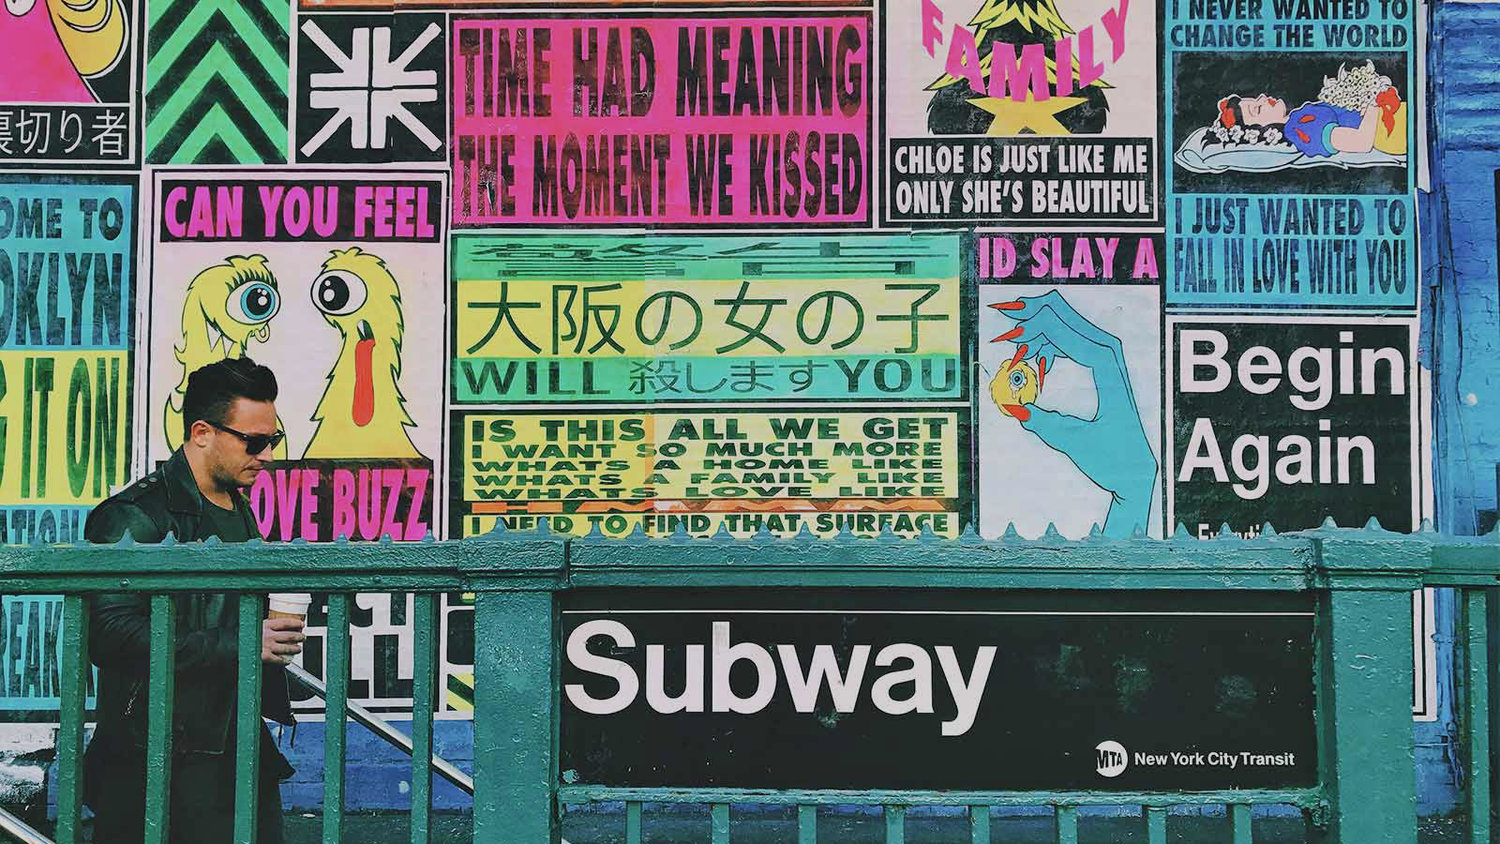 裏切り者
OME TO
OKLYN
G IT ON
REAK
CAN YOU FEEL
LOVE BUZZ
TIME HAD MEANING
THE MOMENT WE KISSED
大阪の女の子
WILL 殺します YOU
IS THIS ALL WE GET
I WANT SO MUCH MORE
WHATS A HOME LIKE
WHATS A FAMILY LIKE
WHATS LOVE LIKE
I NEED TO FIND THAT SURFACE
FAMILY
CHLOE IS JUST LIKE ME
ONLY SHE'S BEAUTIFUL
ID SLAY A
I NEVER WANTED TO
CHANGE THE WORLD
I JUST WANTED TO
FALL IN LOVE WITH YOU
Begin
Again
Subway
MTA New York City Transit